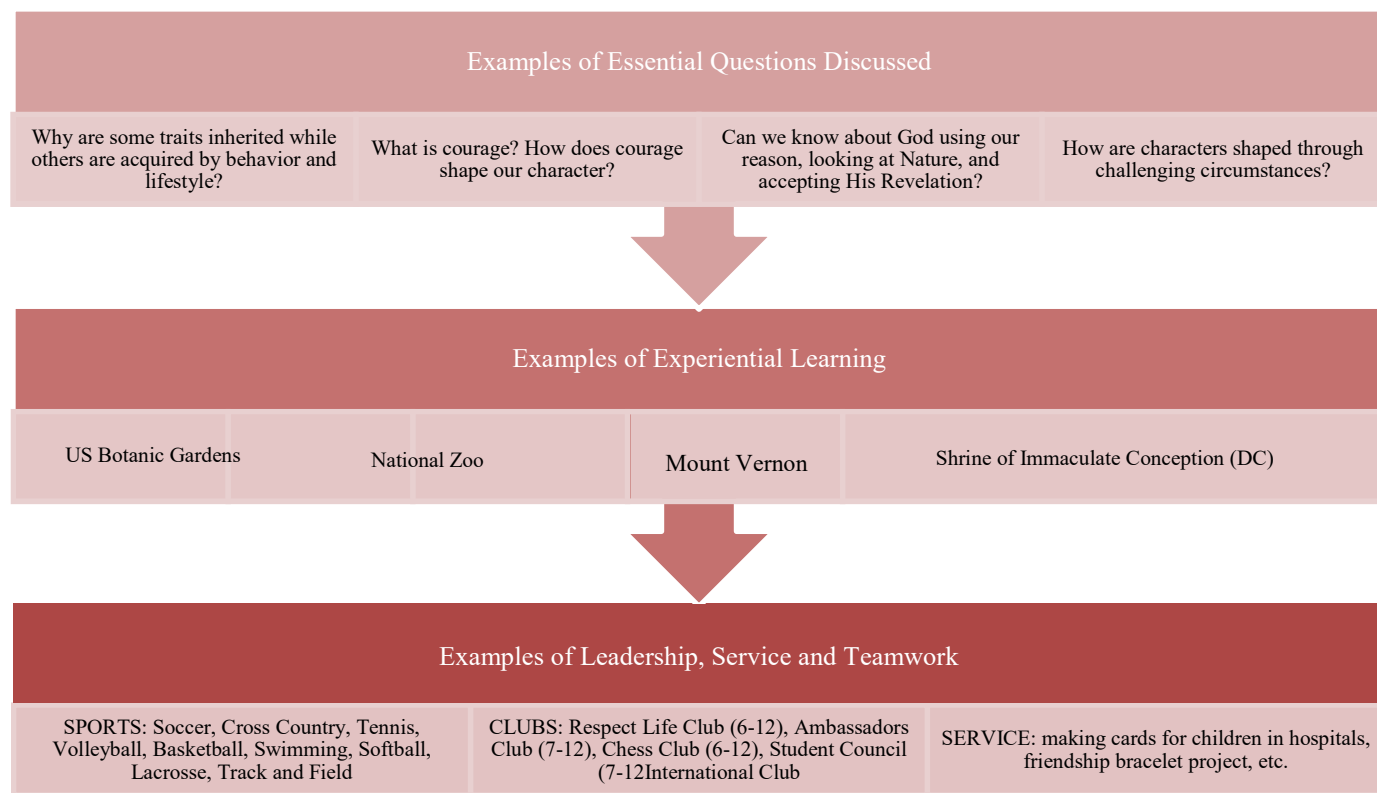 Examples of Essential Questions Discussed
Why are some traits inherited while
others are acquired by behavior and
lifestyle?
What is courage? How does courage
shape our character?
Can we know about God using our
reason, looking at Nature, and
accepting His Revelation?
How are characters shaped through
challenging circumstances?
Examples of Experiential Learning
US Botanic Gardens
National Zoo
Mount Vernon
Shrine of Immaculate Conception (DC)
Examples of Leadership, Service and Teamwork
SPORTS: Soccer, Cross Country, Tennis,
Volleyball, Basketball, Swimming, Softball,
Lacrosse, Track and Field
CLUBS: Respect Life Club (6-12), Ambassadors
Club (7-12), Chess Club (6-12), Student Council
(7-12International Club
SERVICE: making cards for children in hospitals,
friendship bracelet project, etc.